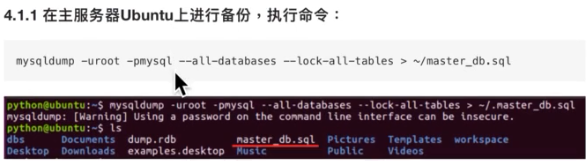 4.1.1 在主服务器Ubuntu上进行备份，执行命令：
mysqldump -uroot -pmysql --all-databases --lock-all-tables > ~/master_db.sql
python@ubuntu:~$ mysqldump -uroot -pmysql --all-databases --lock-all-tables > ~/.master_db.sql
mysqldump: [Warning] Using a password on the command line interface can be insecure.
python@ubuntu:~$ ls
dbs Documents dump.rdb master_db.sql Pictures Templates workspace
Desktop Downloads examples.desktop Music Public Videos